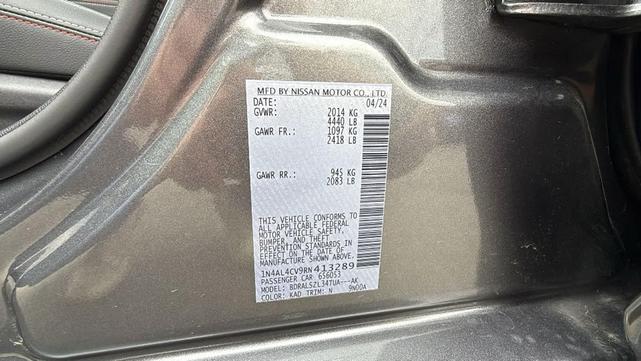 MFD BY NISSAN MOTOR CO., LTD.
DATE: 04/24
GVWR: 2014 KG
4440 LB
GAWR FR.: 1097 KG
2418 LB
GAWR RR.: 945 KG
2083 LB
THIS VEHICLE CONFORMS TO
ALL APPLICABLE FEDERAL
MOTOR VEHICLE SAFETY,
BUMPER, AND THEFT
PREVENTION STANDARDS IN
EFFECT ON THE DATE OF
MANUFACTURE SHOWN ABOVE.
1N4AL4CV9RN413289
PASSENGER CAR 656053
MODEL: BDRALSZL34TUA---AK
COLOR: KAD TRIM: N 9N00A